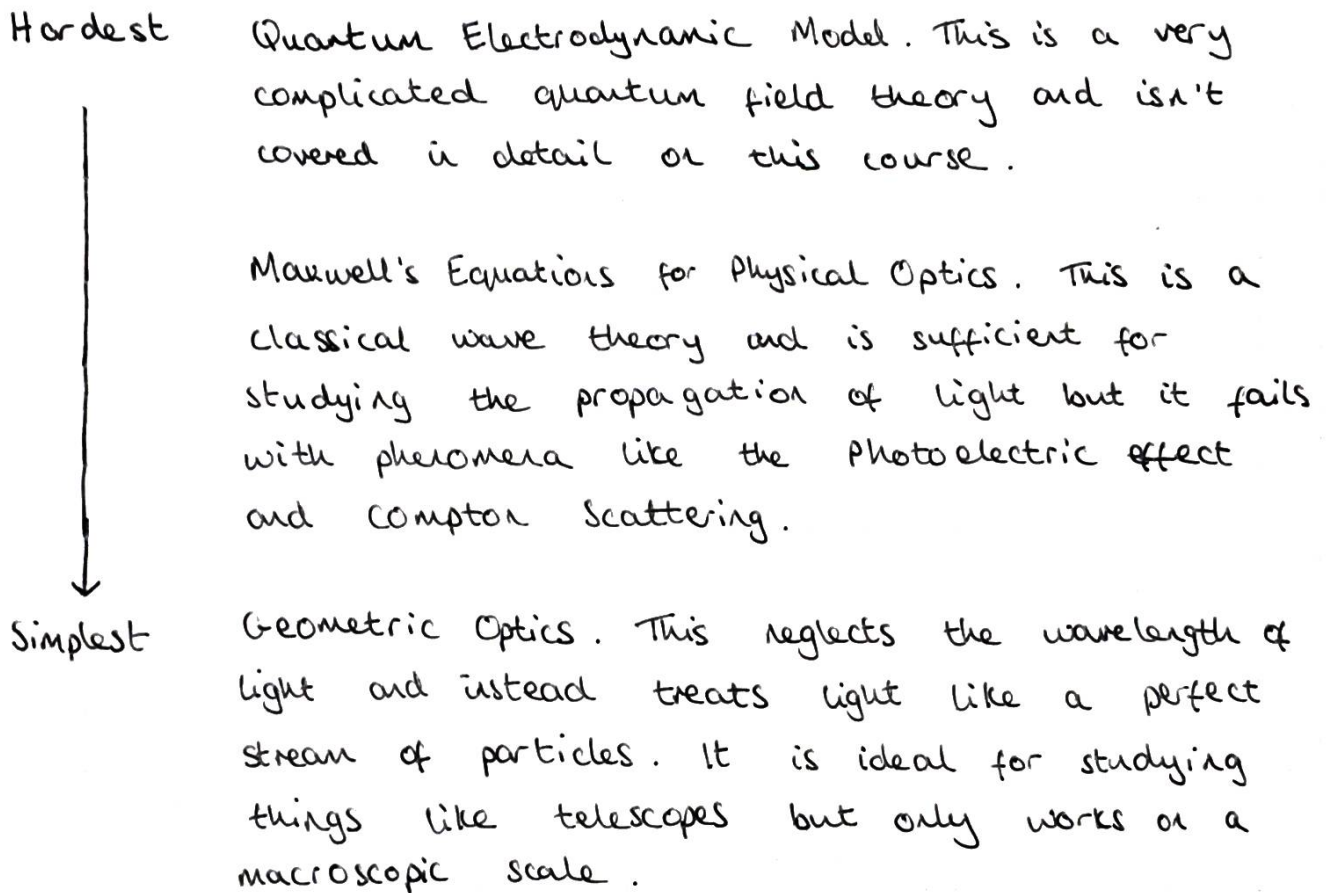 Hardest Quantum Electrodynamic Model. This is a very
complicated quantum field theory and isn't
covered in detail on this course.
Maxwell's Equations for Physical Optics. This is a
classical wave theory and is sufficient for
studying the propagation of light but it fails
with phenomena like the Photoelectric effect
and Compton Scattering.
Simplest Geometric Optics. This neglects the wavelength of
light and instead treats light like a perfect
stream of particles. It is ideal for studying
things like telescopes but only works on a
macroscopic scale.